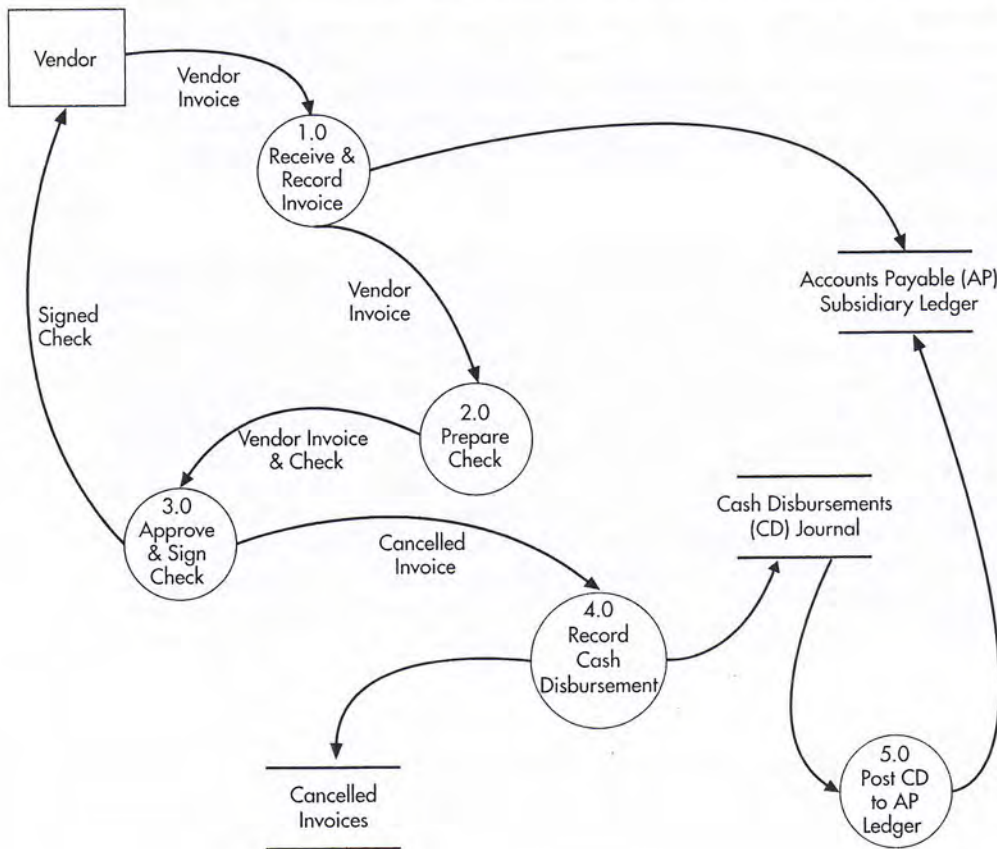 Vendor
Vendor
Invoice
1.0
Receive &
Record
Invoice
Accounts Payable (AP)
Subsidiary Ledger
Signed
Check
Vendor
Invoice
2.0
Prepare
Check
Vendor Invoice
& Check
3.0
Approve
& Sign
Check
Cancelled
Invoice
Cash Disbursements
(CD) Journal
4.0
Record
Cash
Disbursement
5.0
Post CD
to AP
Ledger
Cancelled
Invoices